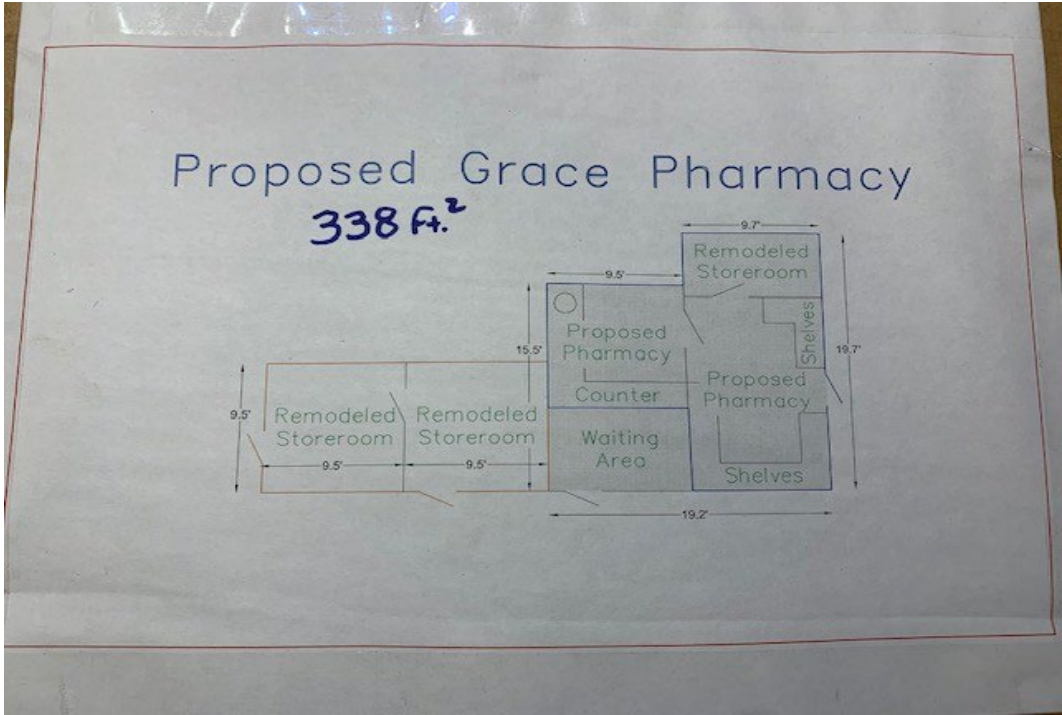 Proposed Grace Pharmacy
338 Ft.²
9.7'
Remodeled
Storeroom
9.5'
Shelves
Proposed
Pharmacy
15.5'
19.7'
Proposed
Pharmacy
Counter
9.5'
Remodeled
Storeroom
Remodeled
Storeroom
Waiting
Area
9.5'
9.5'
Shelves
19.2'